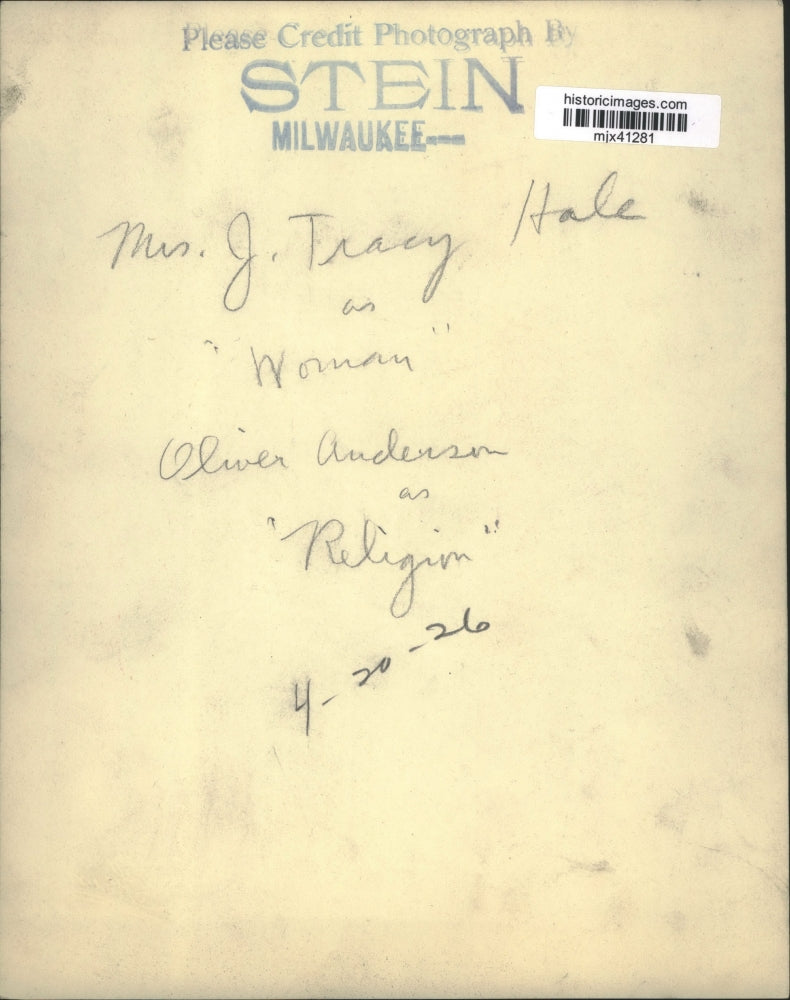 Please Credit Photograph By
STEIN
MILWAUKEE—
historicimages.com
mjx41281
Mrs. J. Tracy Hale
as
"Woman"
Oliver Anderson
as
"Religion"
4-20-26